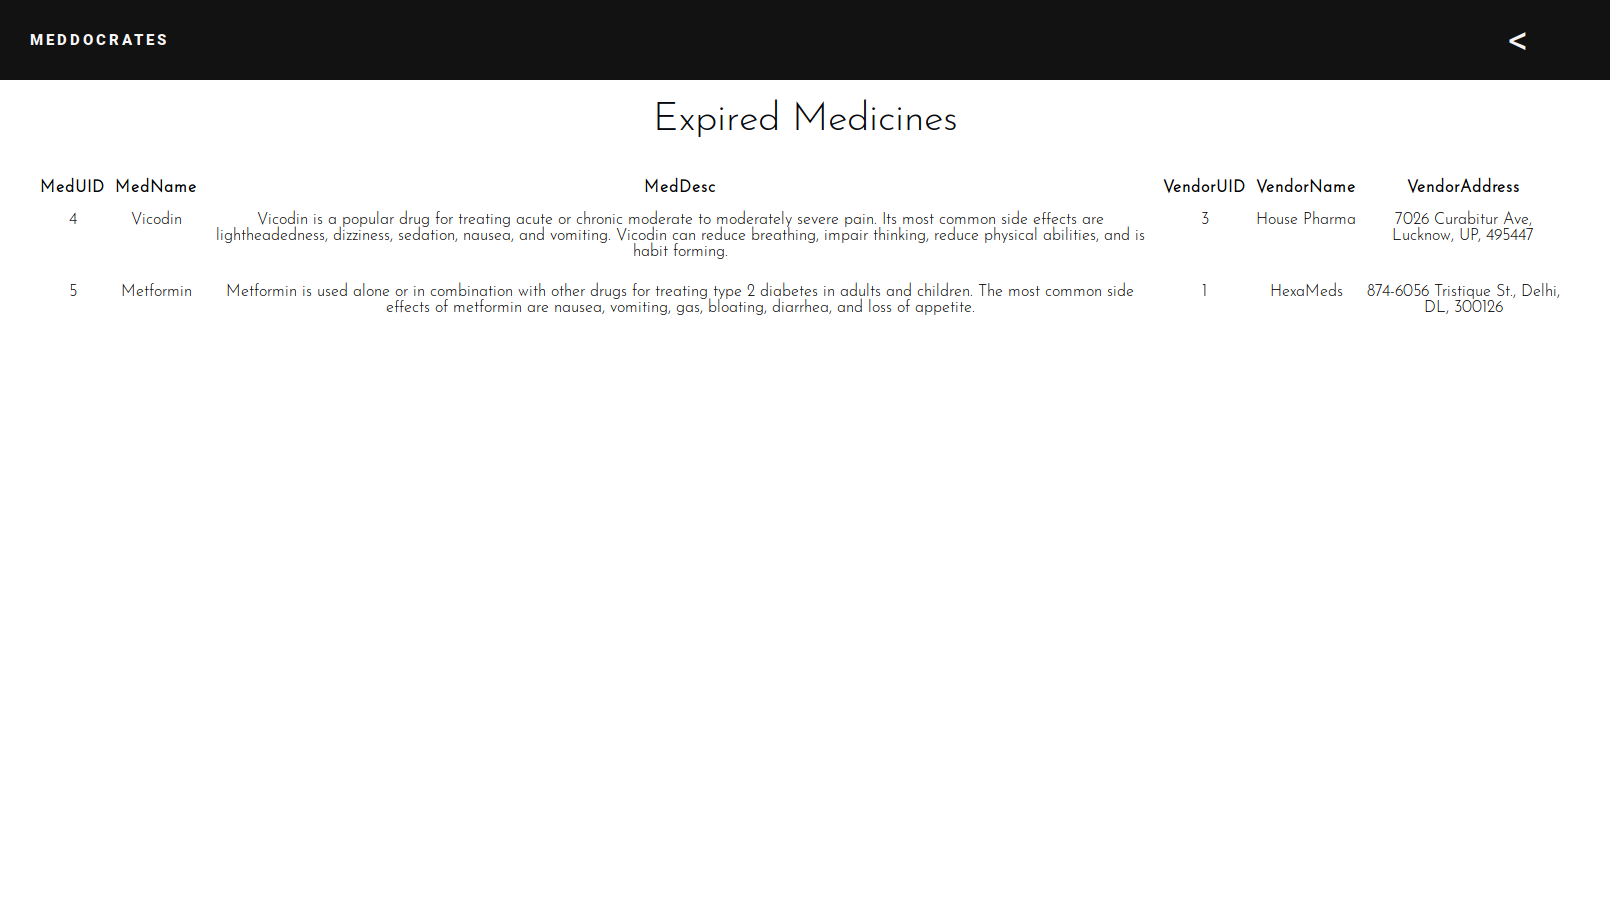 MEDDOCRATES <
Expired Medicines
MedUID MedName MedDesc VendorUID VendorName VendorAddress
4 Vicodin Vicodin is a popular drug for treating acute or chronic moderate to moderately severe pain. Its most common side effects are 3 House Pharma 7026 Curabitur Ave,
lightheadedness, dizziness, sedation, nausea, and vomiting. Vicodin can reduce breathing, impair thinking, reduce physical abilities, and is Lucknow, UP, 495447
habit forming.
5 Metformin Metformin is used alone or in combination with other drugs for treating type 2 diabetes in adults and children. The most common side 1 HexaMeds 874-6056 Tristique St., Delhi,
effects of metformin are nausea, vomiting, gas, bloating, diarrhea, and loss of appetite. DL, 300126